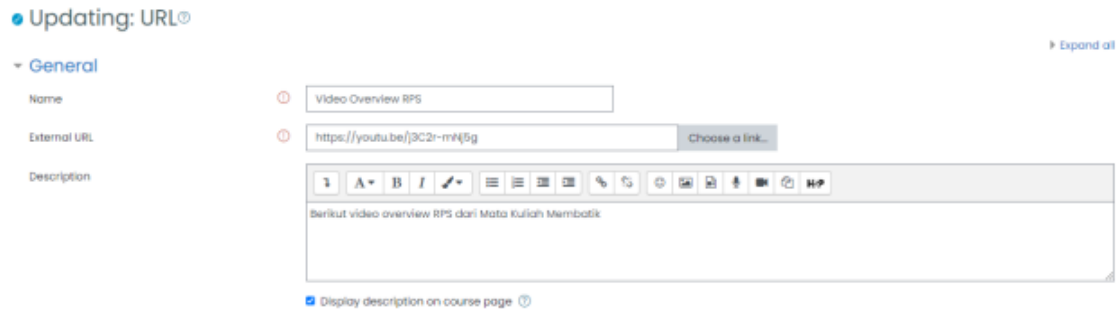 Updating: URL
Expand all
General
Name
Video Overview RPS
External URL
https://youtu.be/j3C2r-mNj5g
Choose a link...
Description
Berikut video overview RPS dari Mata Kuliah Membatik
Display description on course page